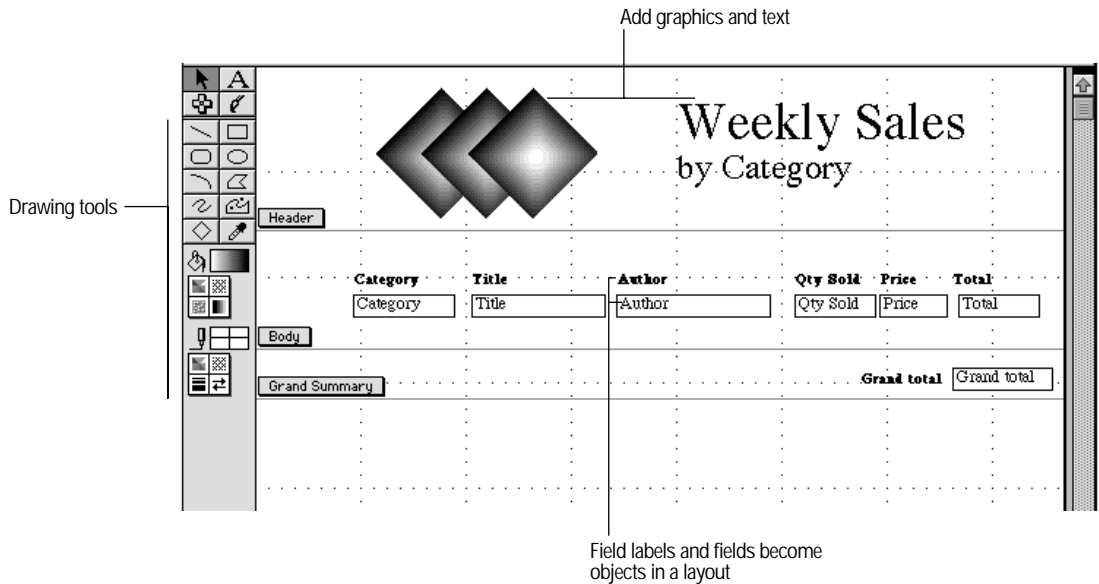 Add graphics and text
A
Weekly Sales
by Category
Drawing tools
Header
Category Title Author Qty Sold Price Total
Category Title Author Qty Sold Price Total
Body
Grand Summary Grand total Grand total
Field labels and fields become
objects in a layout